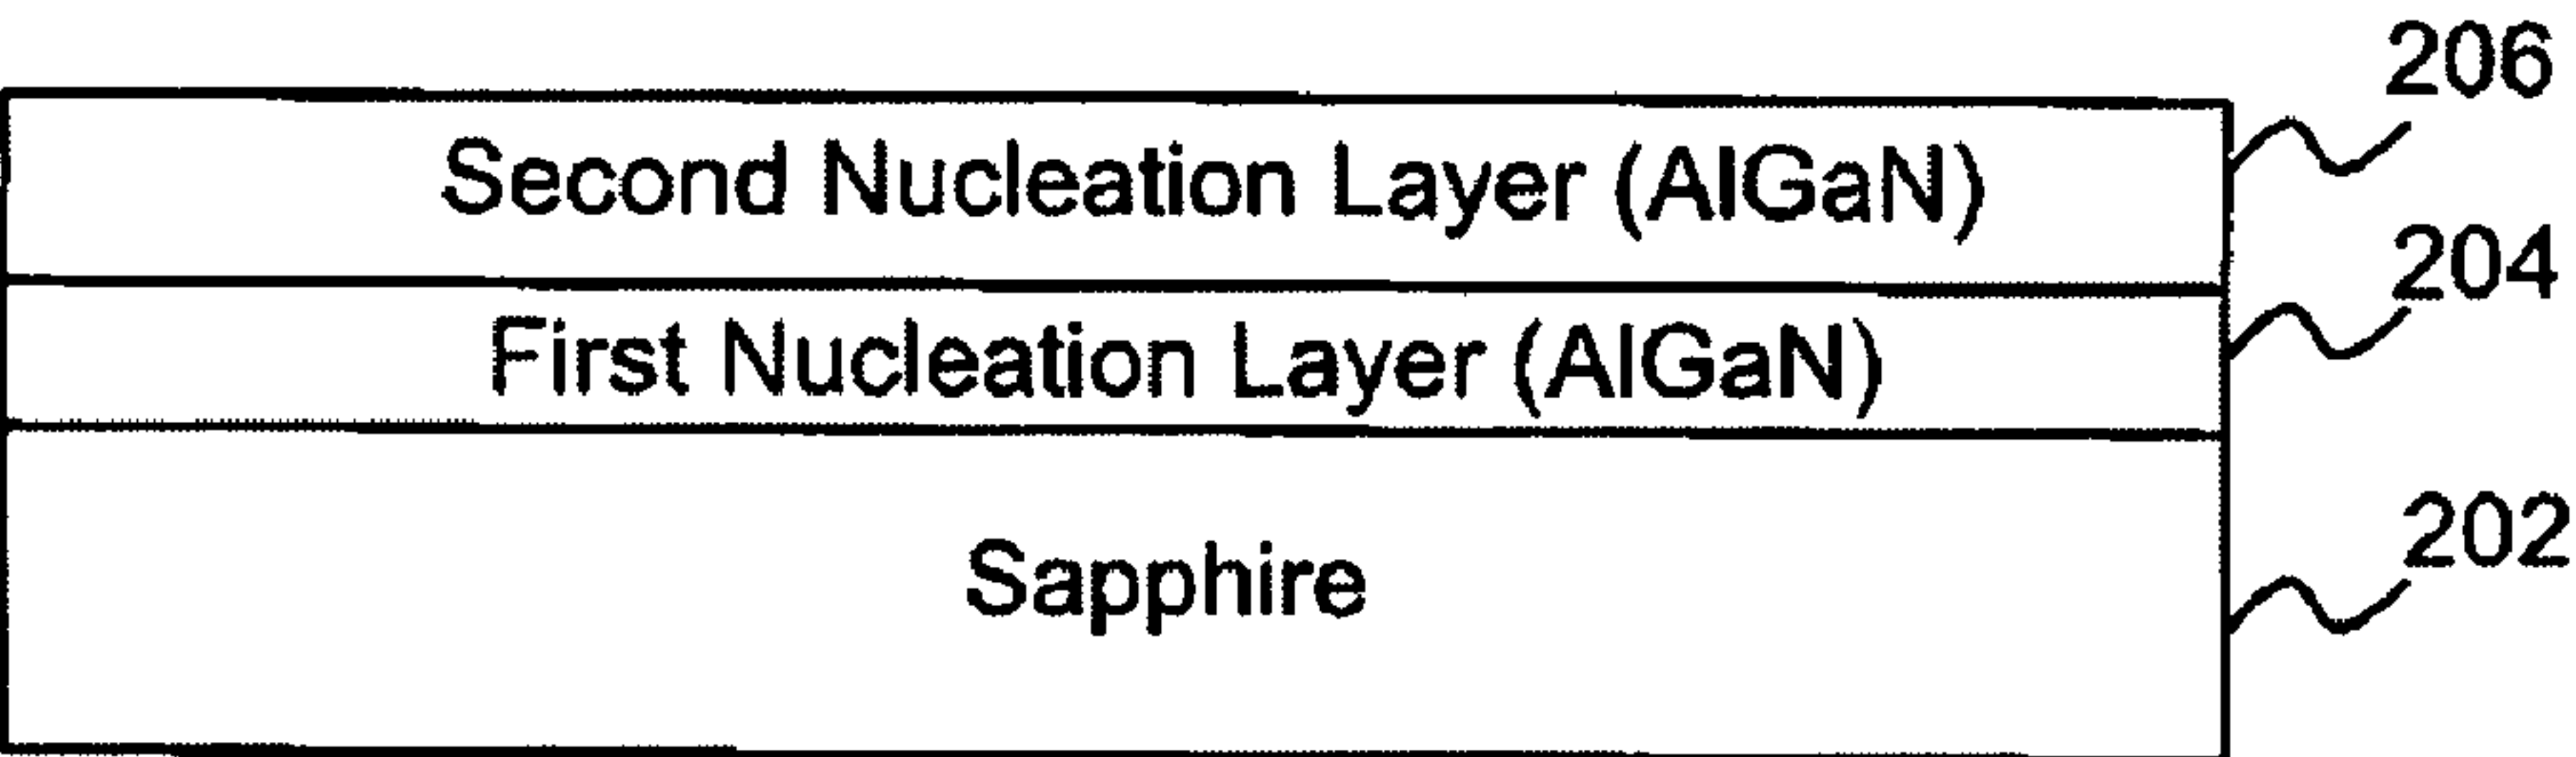 206
Second Nucleation Layer (AlGaN)
204
First Nucleation Layer (AlGaN)
202
Sapphire